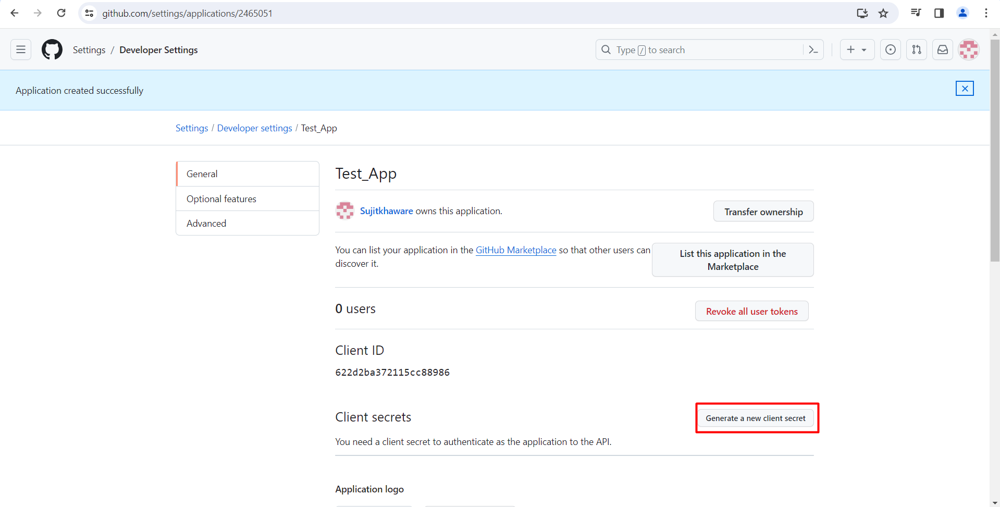 github.com/settings/applications/2465051
Settings / Developer Settings
Type / to search
Application created successfully
Settings / Developer settings / Test_App
General
Optional features
Advanced
Test_App
Sujitkhaware owns this application.
Transfer ownership
You can list your application in the GitHub Marketplace so that other users can
discover it.
List this application in the
Marketplace
0 users
Revoke all user tokens
Client ID
622d2ba372115cc88986
Client secrets
Generate a new client secret
You need a client secret to authenticate as the application to the API.
Application logo